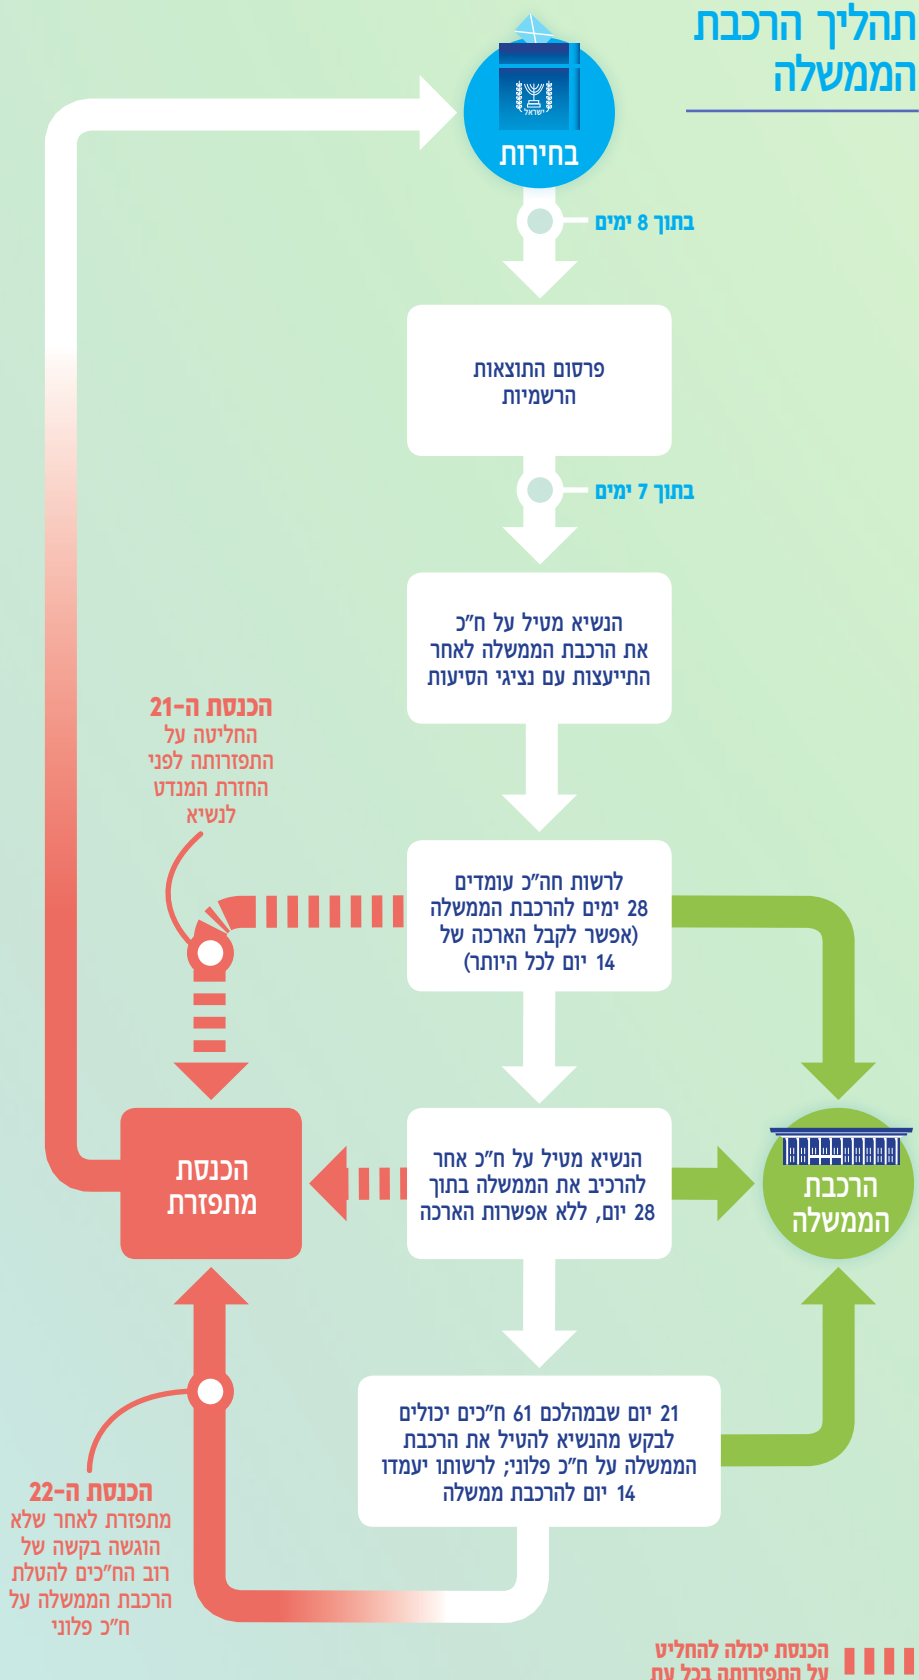 תהליך הרכבת
הממשלה
ישראל
בחירות
בתוך 8 ימים
פרסום התוצאות
הרשמיות
בתוך 7 ימים
הנשיא מטיל על ח"כ
את הרכבת הממשלה לאחר
התייעצות עם נציגי הסיעות
הכנסת ה-21
החליטה על
התפזרותה לפני
החזרת המנדט
לנשיא
לרשות חה"כ עומדים
28 ימים להרכבת הממשלה
(אפשר לקבל הארכה של
14 יום לכל היותר)
הרכבת
הממשלה
הנשיא מטיל על ח"כ אחר
להרכיב את הממשלה בתוך
28 יום, ללא אפשרות הארכה
הכנסת
מתפזרת
21 יום שבמהלכם 61 ח"כים יכולים
לבקש מהנשיא להטיל את הרכבת
הממשלה על ח"כ פלוני; לרשותו יעמדו
14 יום להרכבת ממשלה
הכנסת ה-22
מתפזרת לאחר שלא
הוגשה בקשה של
רוב הח"כים להטלת
הרכבת הממשלה על
ח"כ פלוני
הכנסת יכולה להחליט
על התפזרותה בכל עת